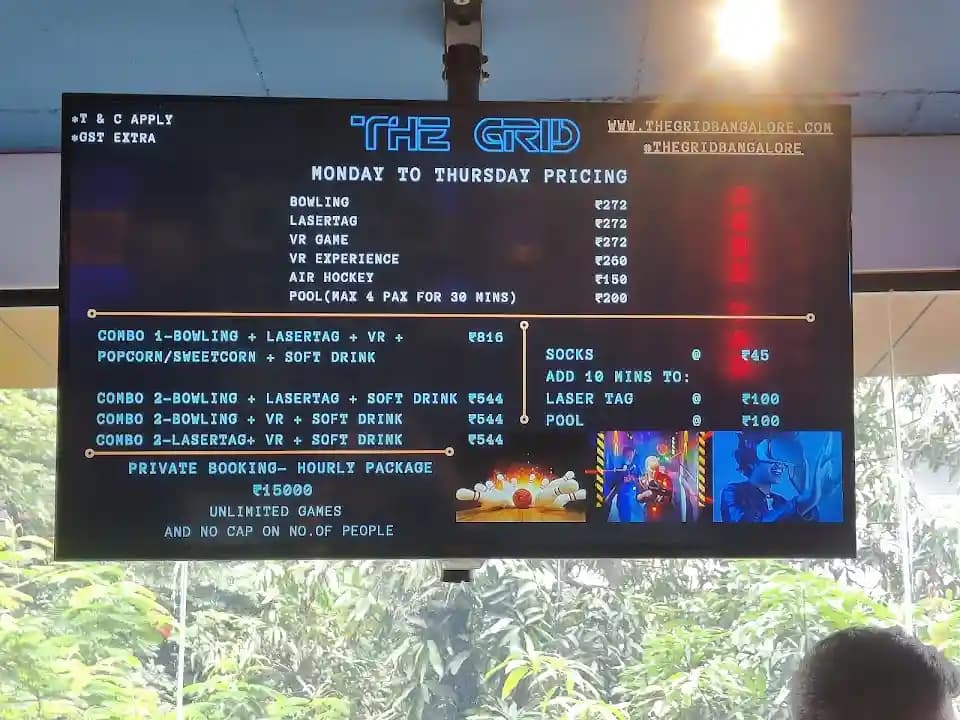 *T & C APPLY
*GST EXTRA
THE GRID
WWW.THEGRIDBANGALORE.COM
#THEGRIDBANGALORE
MONDAY TO THURSDAY PRICING
BOWLING ₹272
LASERTAG ₹272
VR GAME ₹272
VR EXPERIENCE ₹260
AIR HOCKEY ₹150
POOL(MAX 4 PAX FOR 30 MINS) ₹200
COMBO 1-BOWLING + LASERTAG + VR + ₹816
POPCORN/SWEETCORN + SOFT DRINK
COMBO 2-BOWLING + LASERTAG + SOFT DRINK ₹544
COMBO 2-BOWLING + VR + SOFT DRINK ₹544
COMBO 2-LASERTAG+ VR + SOFT DRINK ₹544
SOCKS @ ₹45
ADD 10 MINS TO:
LASER TAG @ ₹100
POOL @ ₹100
PRIVATE BOOKING- HOURLY PACKAGE
₹15000
UNLIMITED GAMES
AND NO CAP ON NO.OF PEOPLE